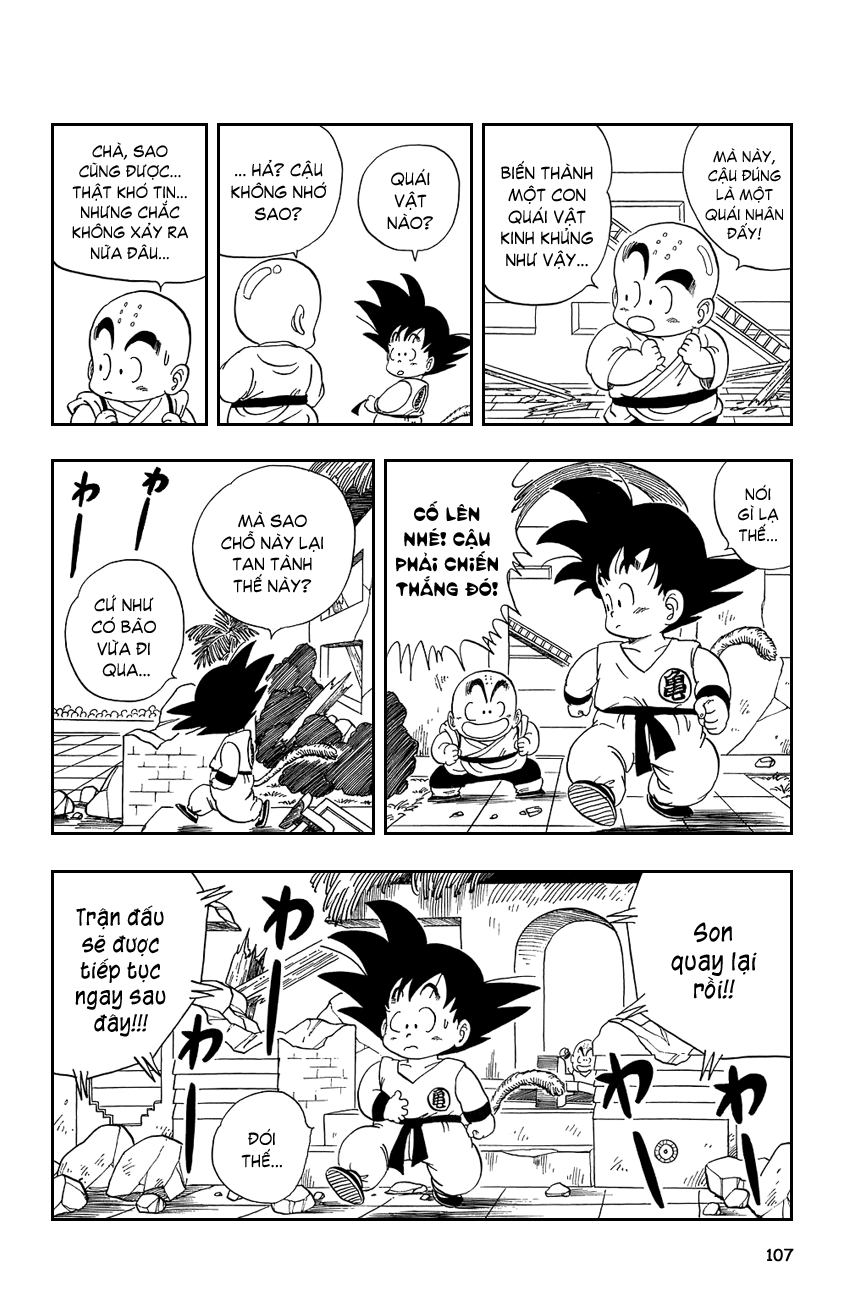 MÀ NÀY,
CẬU ĐÚNG
LÀ MỘT
QUÁI NHÂN
ĐẤY!
BIẾN THÀNH
MỘT CON
QUÁI VẬT
KINH KHỦNG
NHƯ VẬY...
QUÁI
VẬT
NÀO?
... HẢ? CẬU
KHÔNG NHỚ
SAO?
CHÀ, SAO
CŨNG ĐƯỢC...
THẬT KHÓ TIN...
NHƯNG CHẮC
KHÔNG XẢY RA
NỮA ĐÂU...
NÓI
GÌ LẠ
THẾ...
CỐ LÊN
NHÉ! CẬU
PHẢI CHIẾN
THẮNG ĐÓ!
亀
MÀ SAO
CHỖ NÀY LẠI
TAN TÀNH
THẾ NÀY?
わー
わー
CỨ NHƯ
CÓ BÃO
VỪA ĐI
QUA...
Son
quay lại
rồi!!
わー
わー
わー
亀
Trận đấu
sẽ được
tiếp tục
ngay sau
đây!!!
ĐÓI
THẾ...
107